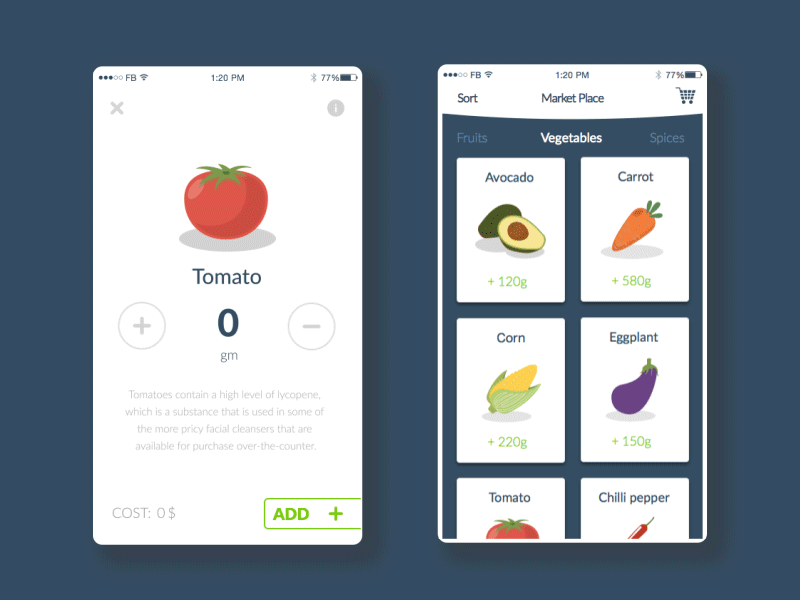 FB 1:20 PM 77%
i
Tomato
0
gm
Tomatoes contain a high level of lycopene,
which is a substance that is used in some of
the more pricy facial cleansers that are
available for purchase over-the-counter.
COST: 0 $
ADD +
FB 1:20 PM 77%
Sort Market Place
Fruits Vegetables Spices
Avocado Carrot
+ 120g + 580g
Corn Eggplant
+ 220g + 150g
Tomato Chilli pepper